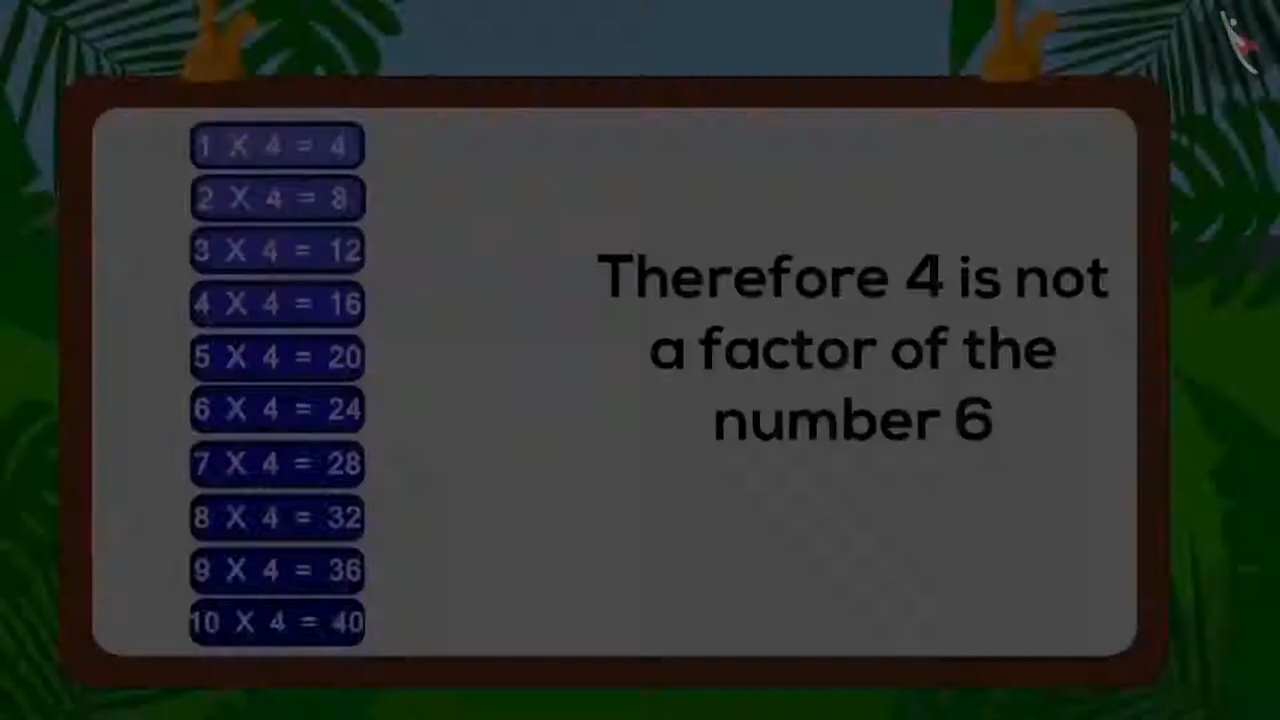 1 X 4 = 4
2 X 4 = 8
3 X 4 = 12
4 X 4 = 16
5 X 4 = 20
6 X 4 = 24
7 X 4 = 28
8 X 4 = 32
9 X 4 = 36
10 X 4 = 40
Therefore 4 is not
a factor of the
number 6